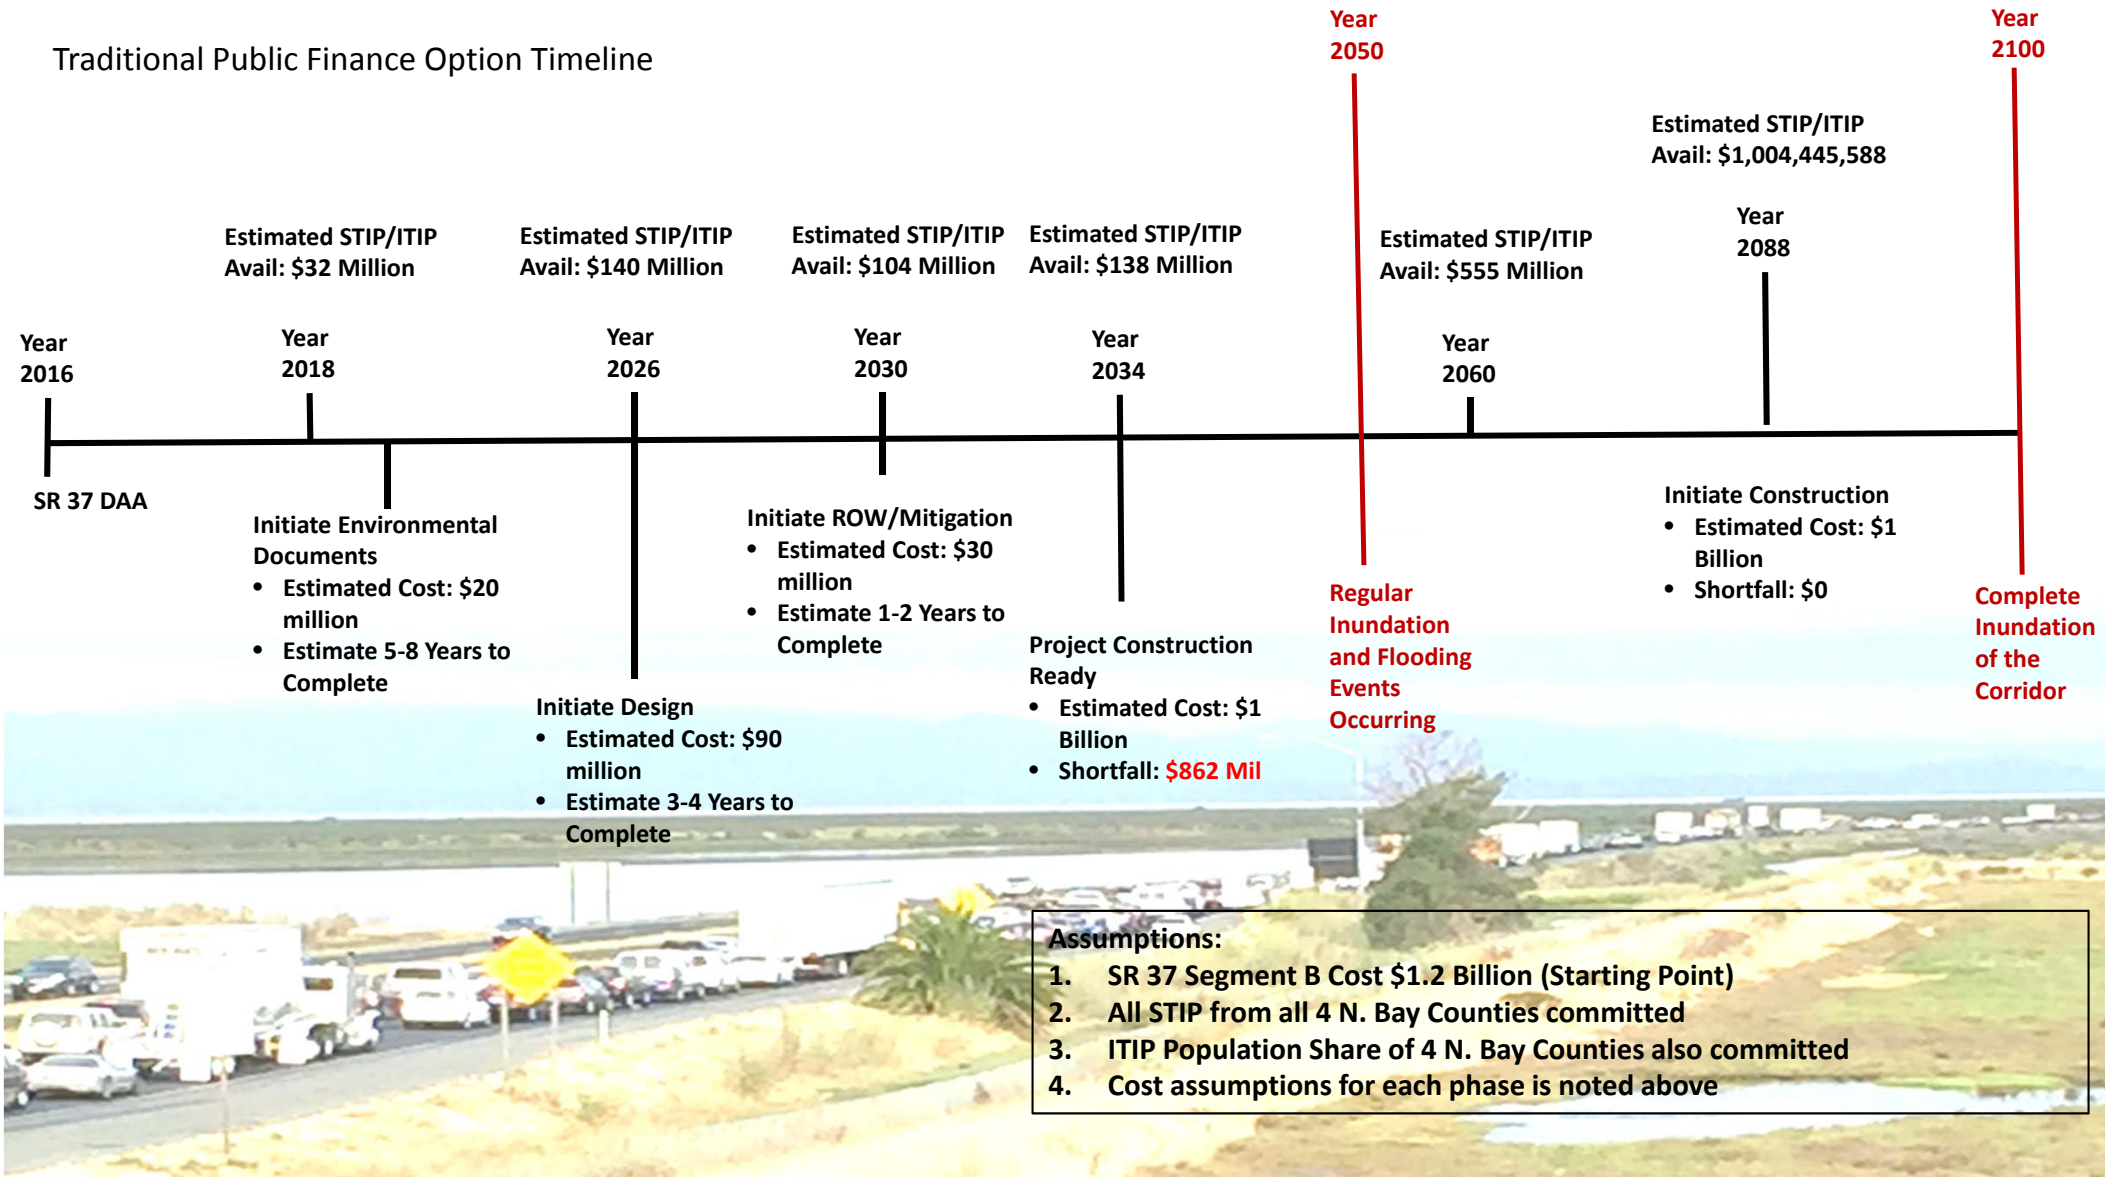 Traditional Public Finance Option Timeline
Year
2016
SR 37 DAA
Estimated STIP/ITIP
Avail: $32 Million
Year
2018
Initiate Environmental
Documents
• Estimated Cost: $20
million
• Estimate 5-8 Years to
Complete
Estimated STIP/ITIP
Avail: $140 Million
Year
2026
Initiate Design
• Estimated Cost: $90
million
• Estimate 3-4 Years to
Complete
Estimated STIP/ITIP
Avail: $104 Million
Year
2030
Initiate ROW/Mitigation
• Estimated Cost: $30
million
• Estimate 1-2 Years to
Complete
Estimated STIP/ITIP
Avail: $138 Million
Year
2034
Project Construction
Ready
• Estimated Cost: $1
Billion
• Shortfall: $862 Mil
Year
2050
Regular
Inundation
and Flooding
Events
Occurring
Estimated STIP/ITIP
Avail: $555 Million
Year
2060
Estimated STIP/ITIP
Avail: $1,004,445,588
Year
2088
Initiate Construction
• Estimated Cost: $1
Billion
• Shortfall: $0
Year
2100
Complete
Inundation
of the
Corridor
Assumptions:
1. SR 37 Segment B Cost $1.2 Billion (Starting Point)
2. All STIP from all 4 N. Bay Counties committed
3. ITIP Population Share of 4 N. Bay Counties also committed
4. Cost assumptions for each phase is noted above